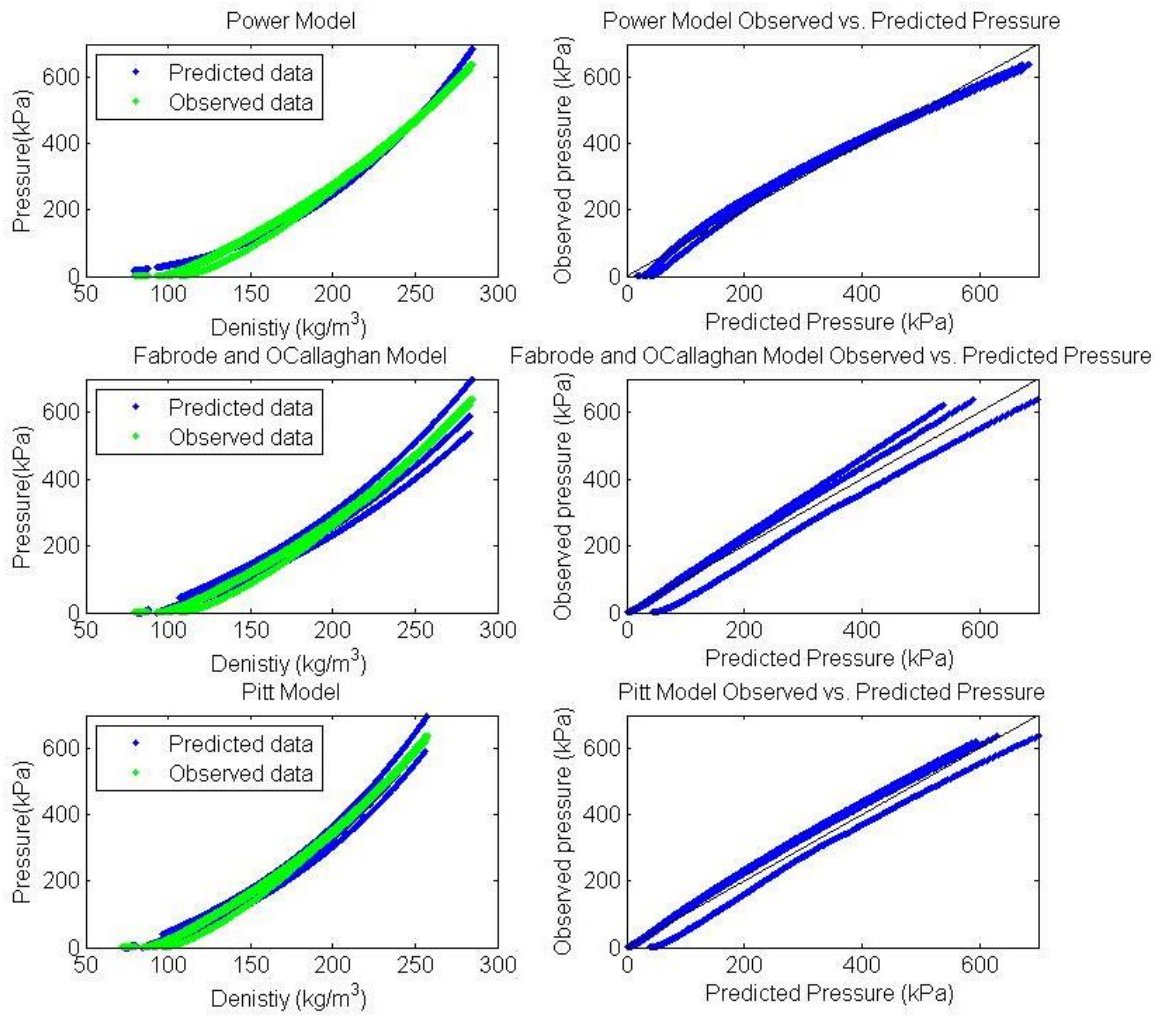 Power Model
Pressure(kPa)
600
400
200
0
Predicted data
Observed data
50 100 150 200 250 300
Denistiy (kg/m³)
Power Model Observed vs. Predicted Pressure
Observed pressure (kPa)
600
400
200
0
0 200 400 600
Predicted Pressure (kPa)
Fabrode and OCallaghan Model
Pressure(kPa)
600
400
200
0
Predicted data
Observed data
50 100 150 200 250 300
Denistiy (kg/m³)
Fabrode and OCallaghan Model Observed vs. Predicted Pressure
Observed pressure (kPa)
600
400
200
0
0 200 400 600
Predicted Pressure (kPa)
Pitt Model
Pressure(kPa)
600
400
200
0
Predicted data
Observed data
50 100 150 200 250 300
Denistiy (kg/m³)
Pitt Model Observed vs. Predicted Pressure
Observed pressure (kPa)
600
400
200
0
0 200 400 600
Predicted Pressure (kPa)